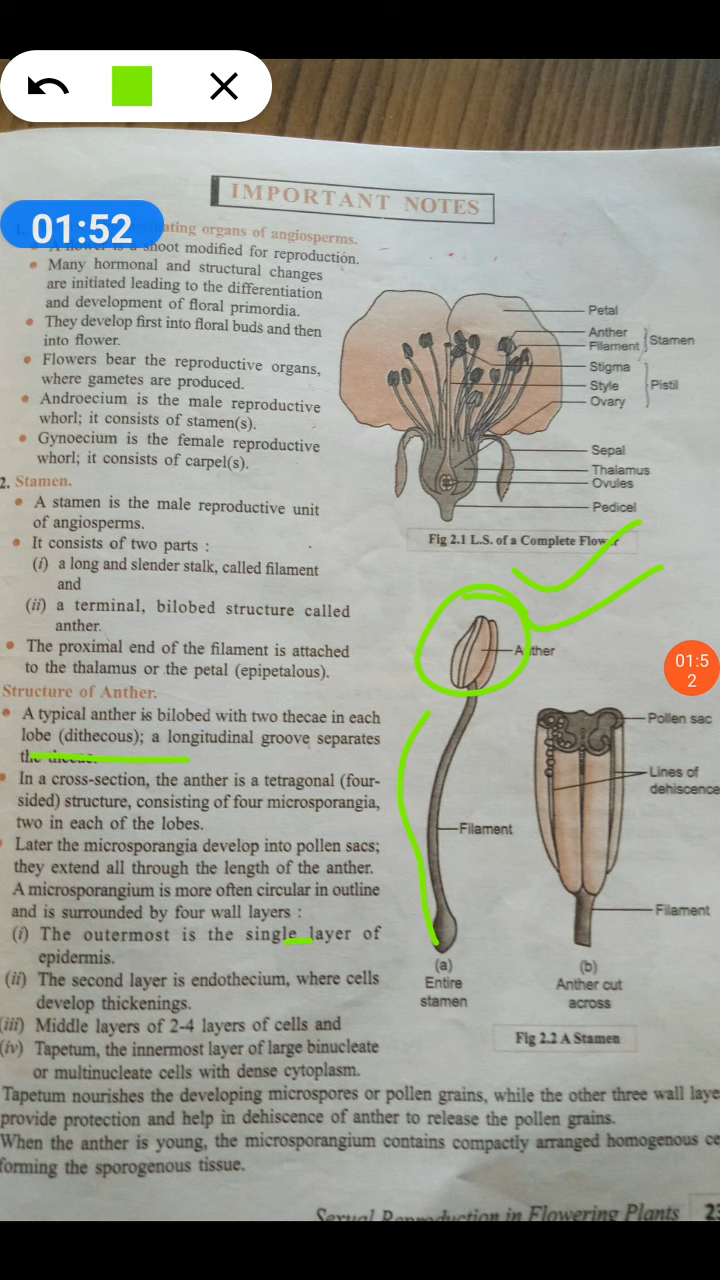 01:52
IMPORTANT NOTES
1.
ating organs of angiosperms.
A flower is a shoot modified for reproduction.
Many hormonal and structural changes
are initiated leading to the differentiation
and development of floral primordia.
They develop first into floral buds and then
into flower.
Flowers bear the reproductive organs,
where gametes are produced.
Androecium is the male reproductive
whorl; it consists of stamen(s).
Gynoecium is the female reproductive
whorl; it consists of carpel(s).
Petal
Anther
Filament
Stamen
Stigma
Style
Ovary
Pistil
Sepal
Thalamus
Ovules
Pedicel
Fig 2.1 L.S. of a Complete Flower
2. Stamen.
A stamen is the male reproductive unit
of angiosperms.
It consists of two parts :
(i) a long and slender stalk, called filament
and
(ii) a terminal, bilobed structure called
anther.
The proximal end of the filament is attached
to the thalamus or the petal (epipetalous).
Structure of Anther.
A typical anther is bilobed with two thecae in each
lobe (dithecous); a longitudinal groove separates
the thecae.
In a cross-section, the anther is a tetragonal (four-
sided) structure, consisting of four microsporangia,
two in each of the lobes.
Later the microsporangia develop into pollen sacs;
they extend all through the length of the anther.
A microsporangium is more often circular in outline
and is surrounded by four wall layers :
(i) The outermost is the single layer of
epidermis.
(ii) The second layer is endothecium, where cells
develop thickenings.
(iii) Middle layers of 2-4 layers of cells and
(iv) Tapetum, the innermost layer of large binucleate
or multinucleate cells with dense cytoplasm.
Anther
Filament
(a)
Entire
stamen
01:5
2
Pollen sac
Lines of
dehiscence
Filament
(b)
Anther cut
across
Fig 2.2 A Stamen
Tapetum nourishes the developing microspores or pollen grains, while the other three wall laye
provide protection and help in dehiscence of anther to release the pollen grains.
When the anther is young, the microsporangium contains compactly arranged homogenous ce
forming the sporogenous tissue.
Sexual Reproduction in Flowering Plants 23